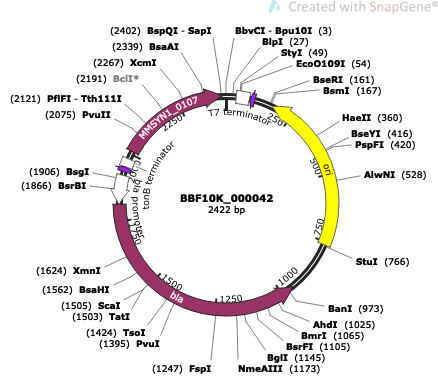 Created with SnapGene®
(2402) BspQI - SapI
BbvCI - Bpu10I (3)
(2339) BsaAI
BlpI (27)
StyI (49)
(2267) XcmI
EcoO109I (54)
(2191) BclI*
BseRI (161)
BsmI (167)
(2121) PflFI - Tth111I
(2075) PvuII
HaeII (360)
BseYI (416)
PspFI (420)
AlwNI (528)
(1906) BsgI
(1866) BsrBI
StuI (766)
(1624) XmnI
(1562) BsaHI
(1505) ScaI
(1503) TatI
(1424) TsoI
(1395) PvuI
(1247) FspI
BanI (973)
AhdI (1025)
BmrI (1065)
BsrFI (1105)
BglI (1145)
NmeAIII (1173)
MMSYN1_0107
T7 terminator
tonB terminator
bla promoter
ori
bla
250
500
750
1000
1250
1500
1750
2250
BBF10K_000042
2422 bp